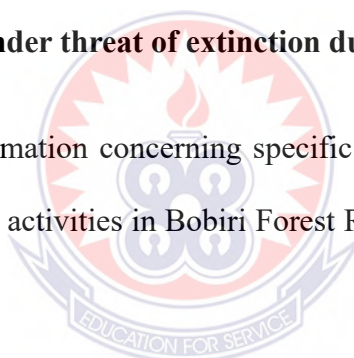 nder threat of extinction du
mation concerning specific
activities in Bobiri Forest R
EDUCATION FOR SERVICE